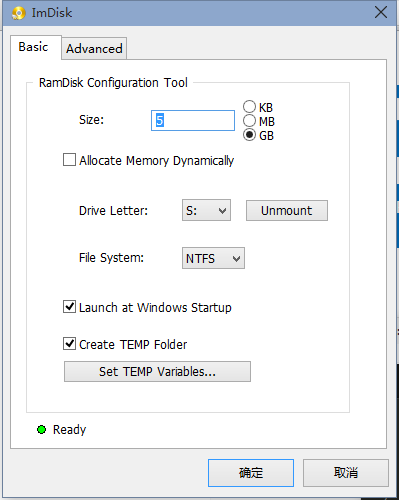 ImDisk
Basic
Advanced
RamDisk Configuration Tool
Size:
5
KB
MB
GB
Allocate Memory Dynamically
Drive Letter:
S:
Unmount
File System:
NTFS
Launch at Windows Startup
Create TEMP Folder
Set TEMP Variables...
Ready
确定
取消